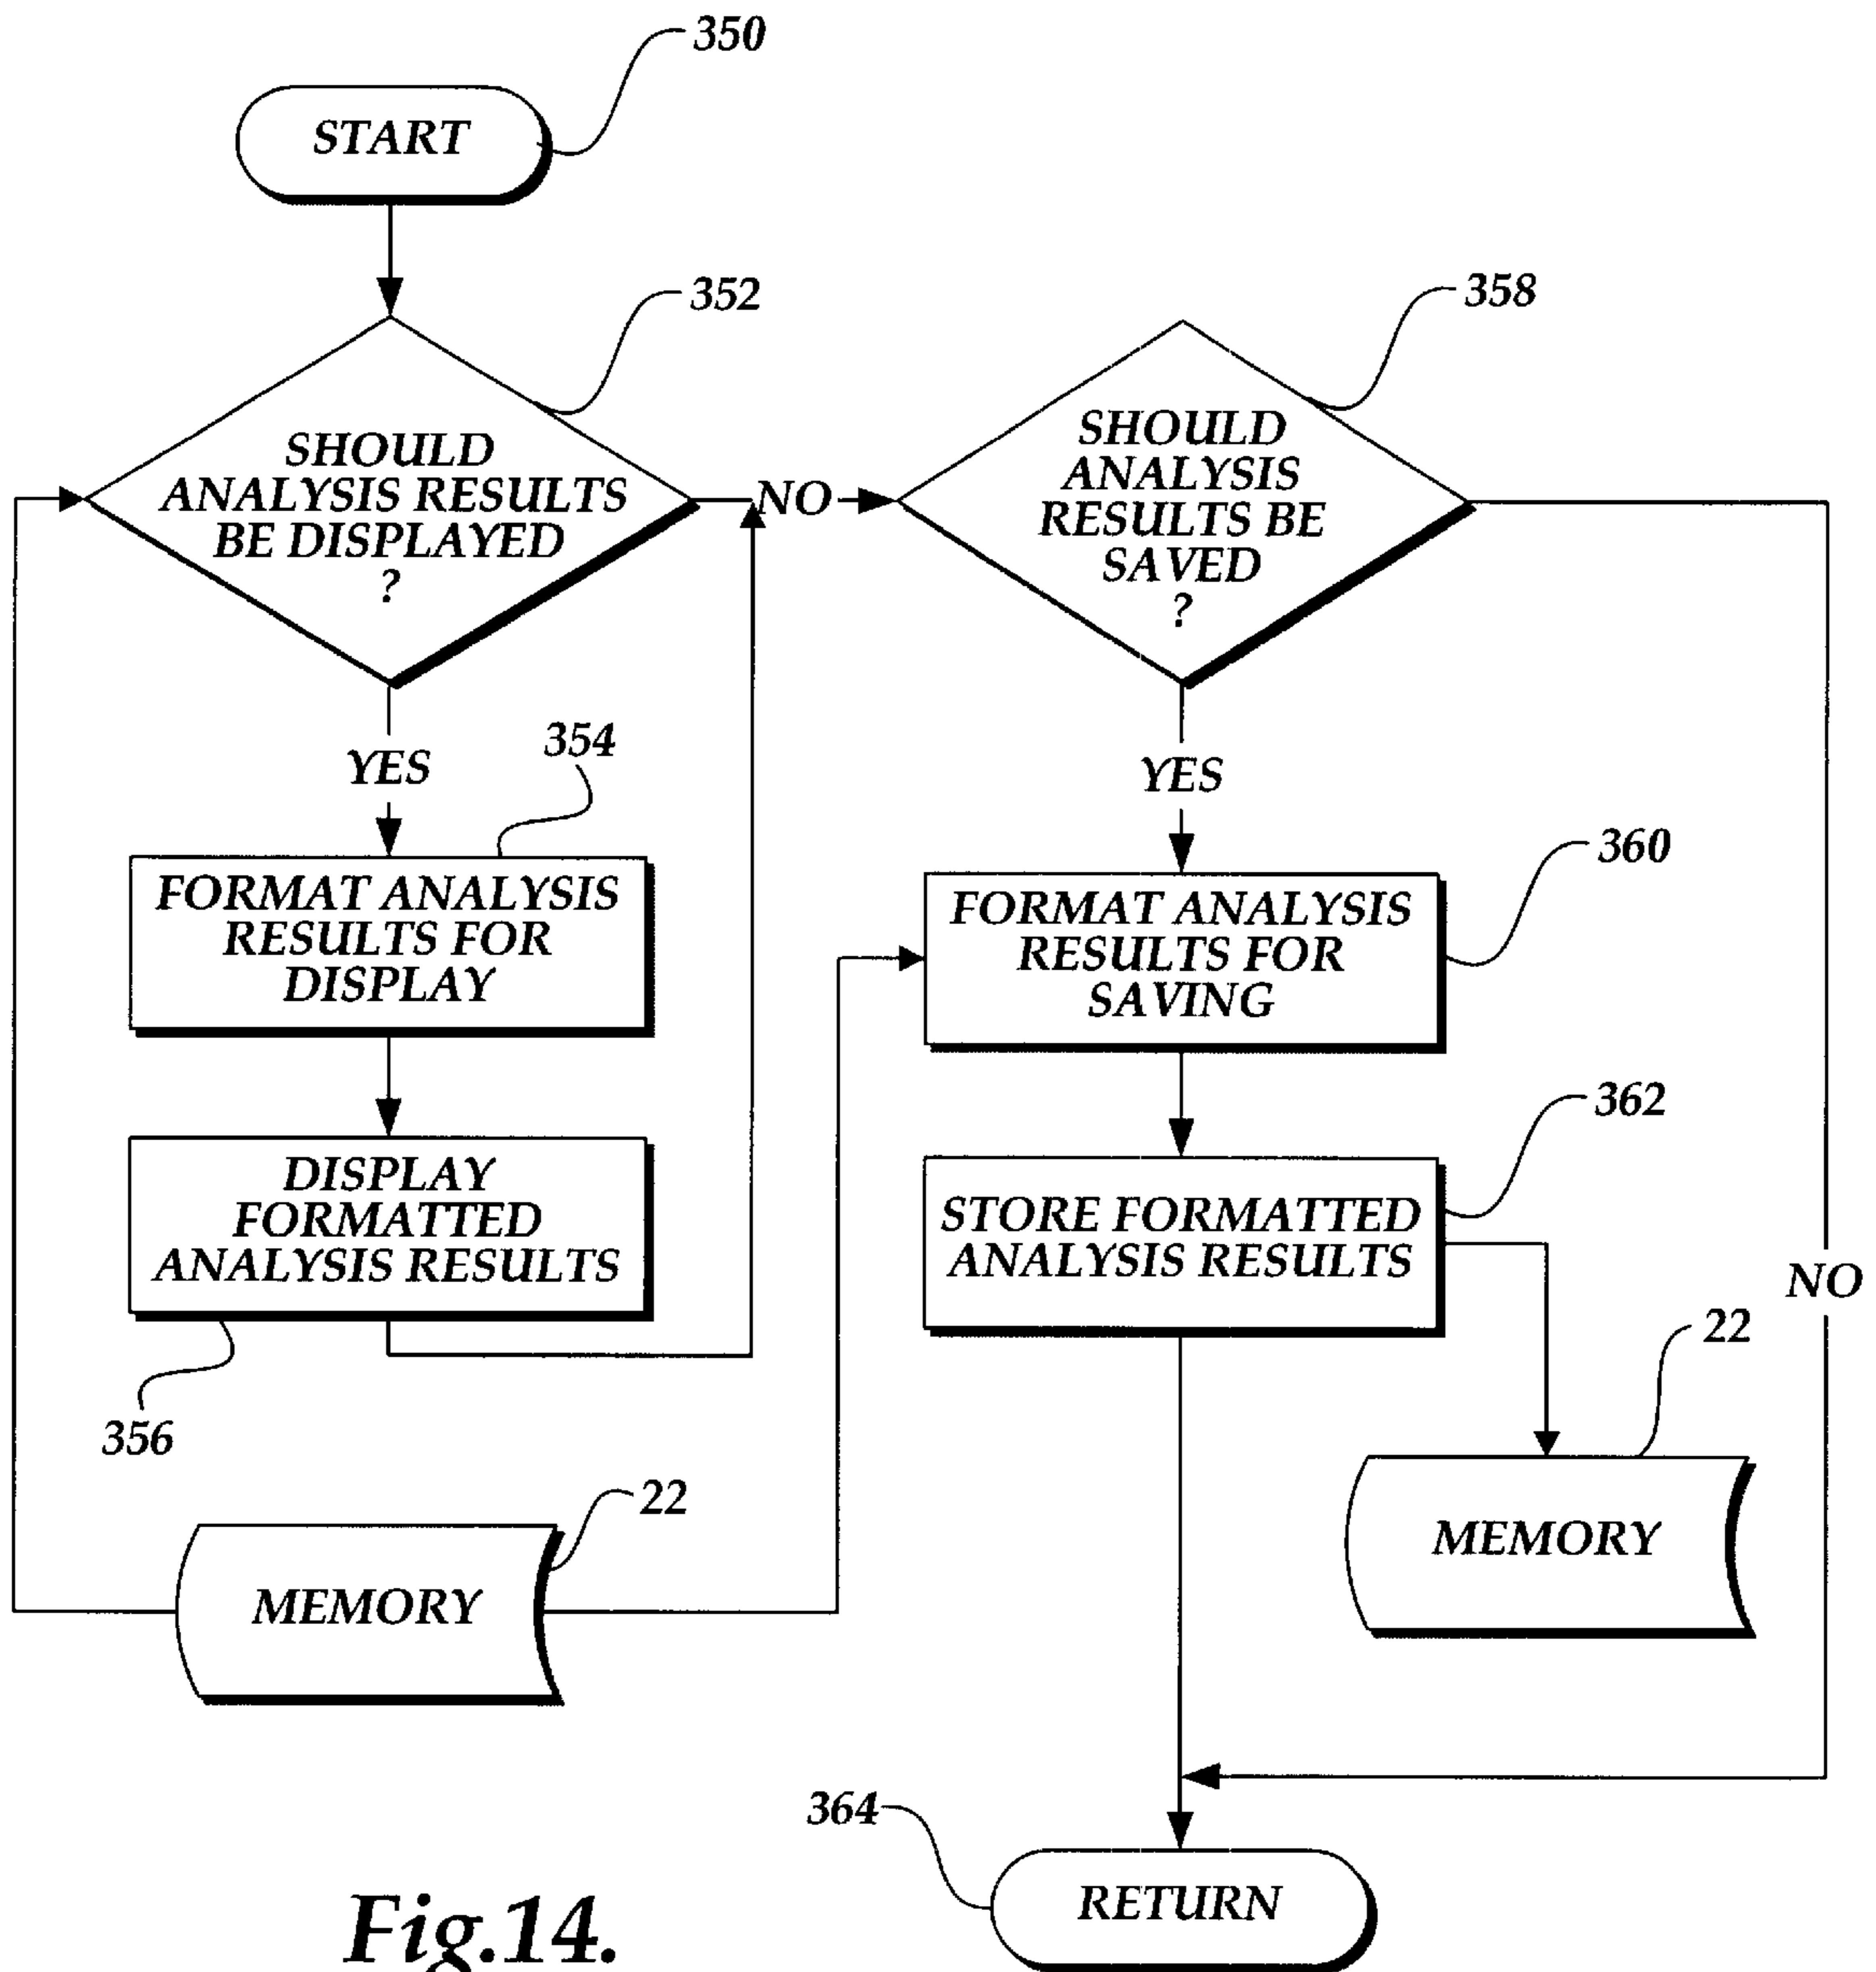 350
START
352
SHOULD
ANALYSIS RESULTS
BE DISPLAYED
?
NO
358
SHOULD
ANALYSIS
RESULTS BE
SAVED
?
YES
354
FORMAT ANALYSIS
RESULTS FOR
DISPLAY
YES
360
FORMAT ANALYSIS
RESULTS FOR
SAVING
DISPLAY
FORMATTED
ANALYSIS RESULTS
356
362
STORE FORMATTED
ANALYSIS RESULTS
NO
22
MEMORY
22
MEMORY
364
RETURN
Fig.14.